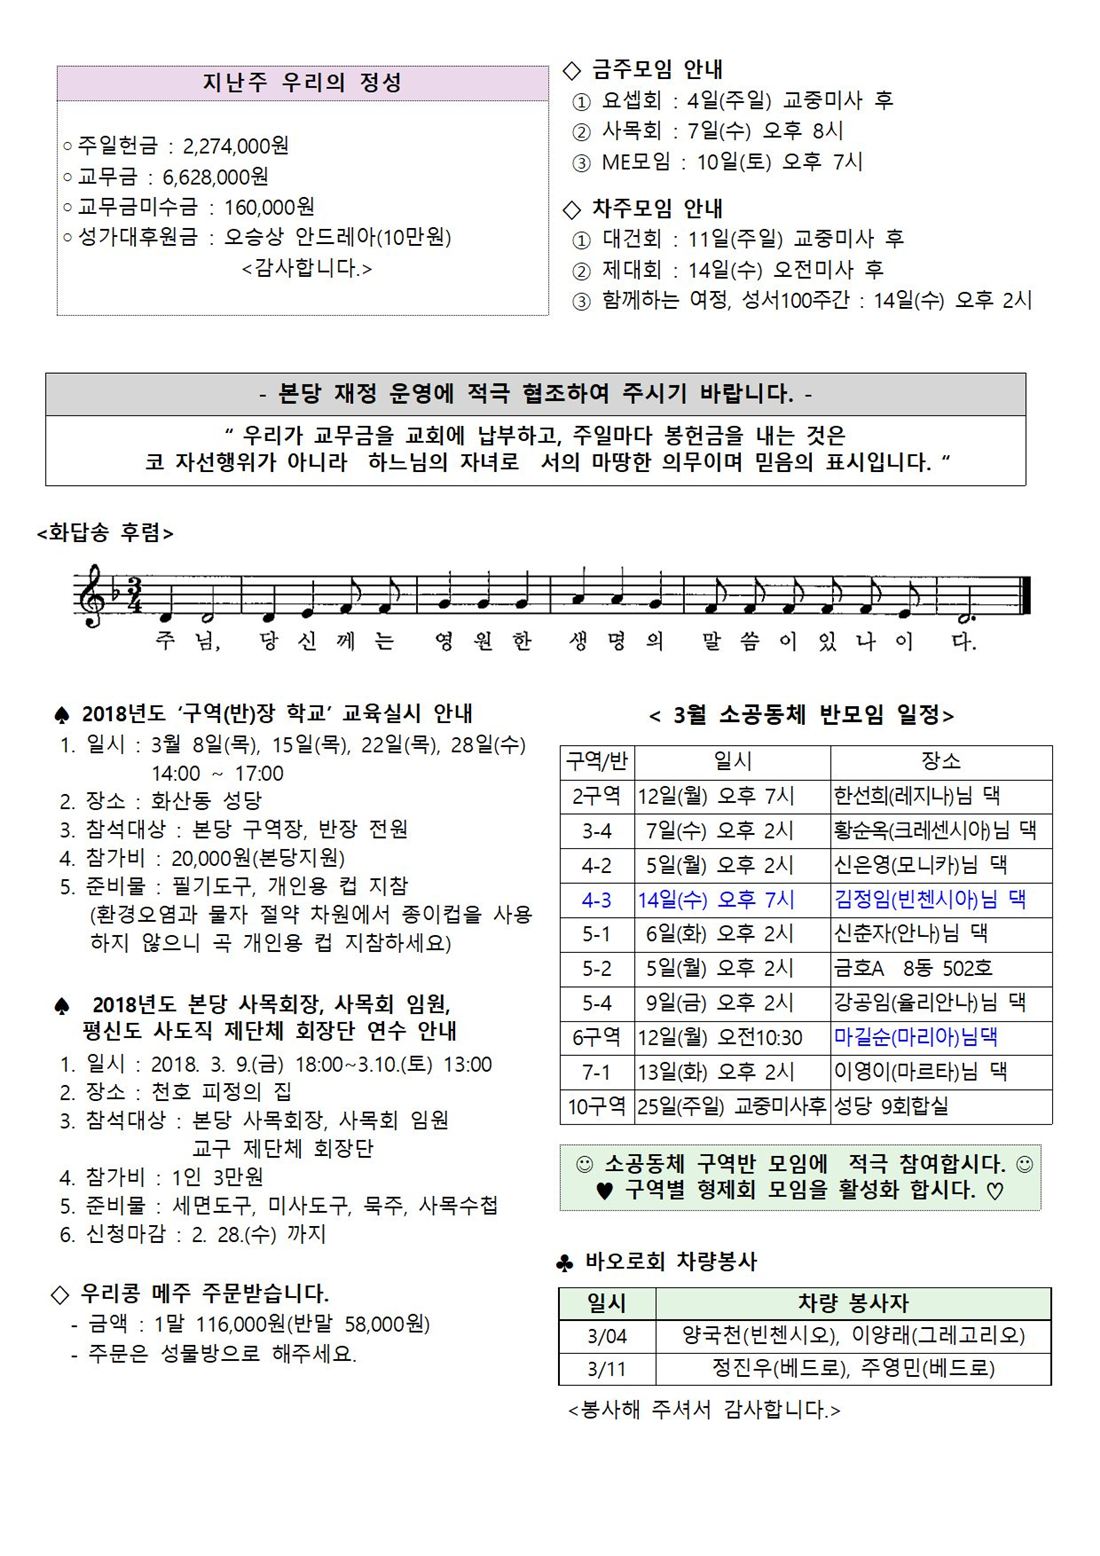 지난주 우리의 정성
○ 주일헌금 : 2,274,000원
○ 교무금 : 6,628,000원
○ 교무금미수금 : 160,000원
○ 성가대후원금 : 오승상 안드레아(10만원)
<감사합니다.>
◇ 금주모임 안내
① 요셉회 : 4일(주일) 교중미사 후
② 사목회 : 7일(수) 오후 8시
③ ME모임 : 10일(토) 오후 7시
◇ 차주모임 안내
① 대건회 : 11일(주일) 교중미사 후
② 제대회 : 14일(수) 오전미사 후
③ 함께하는 여정, 성서100주간 : 14일(수) 오후 2시
- 본당 재정 운영에 적극 협조하여 주시기 바랍니다. -
“ 우리가 교무금을 교회에 납부하고, 주일마다 봉헌금을 내는 것은
코 자선행위가 아니라 하느님의 자녀로 서의 마땅한 의무이며 믿음의 표시입니다. “
<화답송 후렴>
3/4
주 님, 당 신 께 는 영 원 한 생 명 의 말 씀 이 있 나 이 다.
♠ 2018년도 ‘구역(반)장 학교’ 교육실시 안내
1. 일시 : 3월 8일(목), 15일(목), 22일(목), 28일(수)
14:00 ~ 17:00
2. 장소 : 화산동 성당
3. 참석대상 : 본당 구역장, 반장 전원
4. 참가비 : 20,000원(본당지원)
5. 준비물 : 필기도구, 개인용 컵 지참
(환경오염과 물자 절약 차원에서 종이컵을 사용
하지 않으니 곡 개인용 컵 지참하세요)
♠ 2018년도 본당 사목회장, 사목회 임원,
평신도 사도직 제단체 회장단 연수 안내
1. 일시 : 2018. 3. 9.(금) 18:00~3.10.(토) 13:00
2. 장소 : 천호 피정의 집
3. 참석대상 : 본당 사목회장, 사목회 임원
교구 제단체 회장단
4. 참가비 : 1인 3만원
5. 준비물 : 세면도구, 미사도구, 묵주, 사목수첩
6. 신청마감 : 2. 28.(수) 까지
◇ 우리콩 메주 주문받습니다.
- 금액 : 1말 116,000원(반말 58,000원)
- 주문은 성물방으로 해주세요.
< 3월 소공동체 반모임 일정>
구역/반 일시 장소
2구역 12일(월) 오후 7시 한선희(레지나)님 댁
3-4 7일(수) 오후 2시 황순옥(크레센시아)님 댁
4-2 5일(월) 오후 2시 신은영(모니카)님 댁
4-3 14일(수) 오후 7시 김정임(빈첸시아)님 댁
5-1 6일(화) 오후 2시 신춘자(안나)님 댁
5-2 5일(월) 오후 2시 금호A 8동 502호
5-4 9일(금) 오후 2시 강공임(율리안나)님 댁
6구역 12일(월) 오전10:30 마길순(마리아)님댁
7-1 13일(화) 오후 2시 이영이(마르타)님 댁
10구역 25일(주일) 교중미사후 성당 9회합실
☺ 소공동체 구역반 모임에 적극 참여합시다. ☺
♥ 구역별 형제회 모임을 활성화 합시다. ♡
♣ 바오로회 차량봉사
일시 차량 봉사자
3/04 양국천(빈첸시오), 이양래(그레고리오)
3/11 정진우(베드로), 주영민(베드로)
<봉사해 주셔서 감사합니다.>